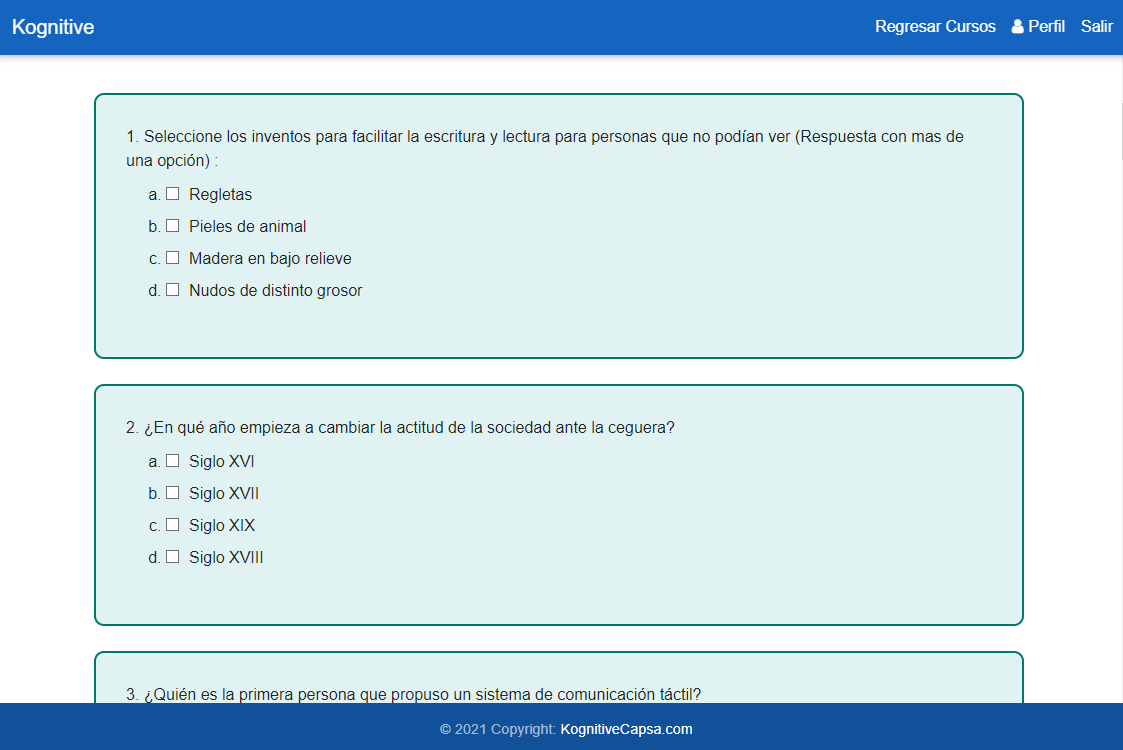 Kognitive
Regresar Cursos Perfil Salir
1. Seleccione los inventos para facilitar la escritura y lectura para personas que no podían ver (Respuesta con mas de
una opción) :
a. Regletas
b. Pieles de animal
c. Madera en bajo relieve
d. Nudos de distinto grosor
2. ¿En qué año empieza a cambiar la actitud de la sociedad ante la ceguera?
a. Siglo XVI
b. Siglo XVII
c. Siglo XIX
d. Siglo XVIII
3. ¿Quién es la primera persona que propuso un sistema de comunicación táctil?
© 2021 Copyright: KognitiveCapsa.com